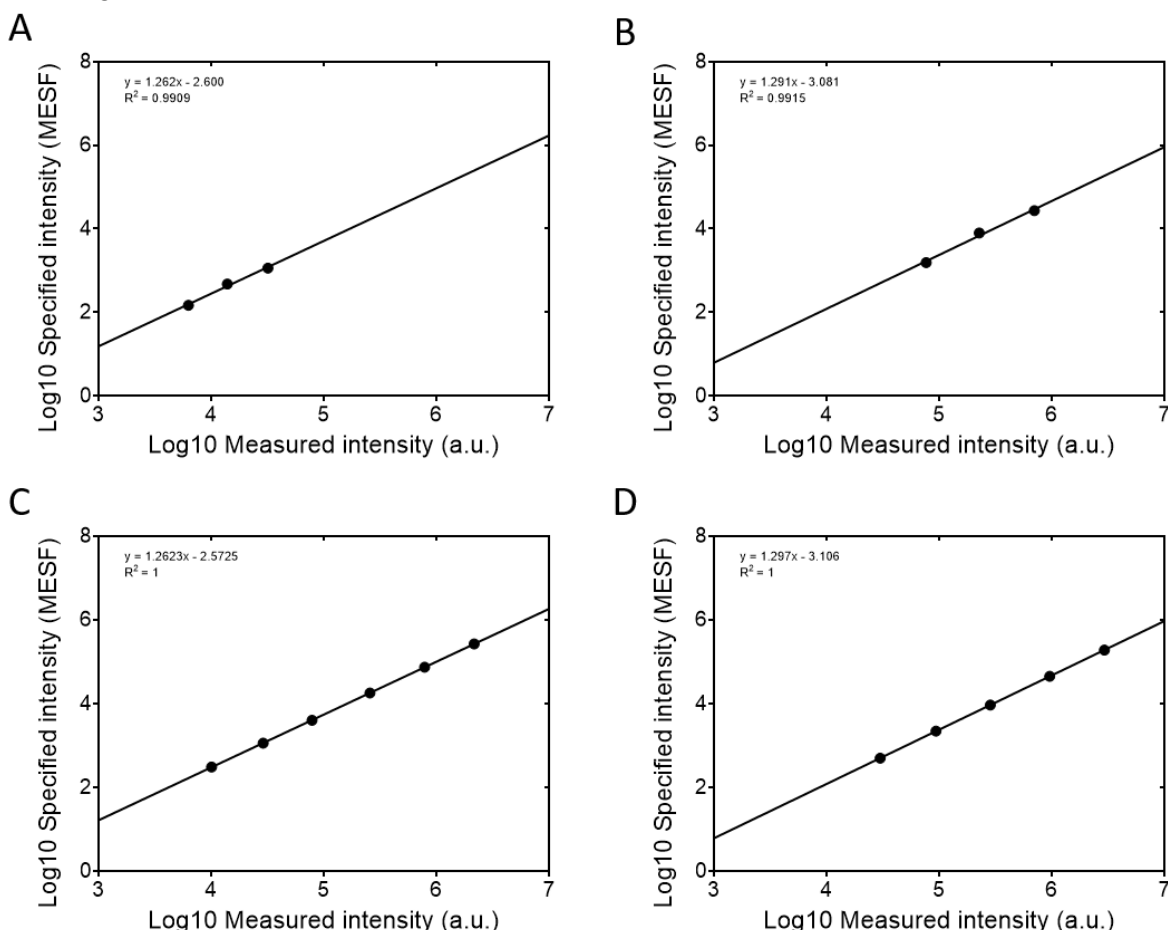 A
Log10 Specified intensity (MESF)
8
6
4
2
0
y = 1.262x - 2.600
R² = 0.9909
3 4 5 6 7
Log10 Measured intensity (a.u.)
B
Log10 Specified intensity (MESF)
8
6
4
2
0
y = 1.291x - 3.081
R² = 0.9915
3 4 5 6 7
Log10 Measured intensity (a.u.)
C
Log10 Specified intensity (MESF)
8
6
4
2
0
y = 1.2623x - 2.5725
R² = 1
3 4 5 6 7
Log10 Measured intensity (a.u.)
D
Log10 Specified intensity (MESF)
8
6
4
2
0
y = 1.297x - 3.106
R² = 1
3 4 5 6 7
Log10 Measured intensity (a.u.)